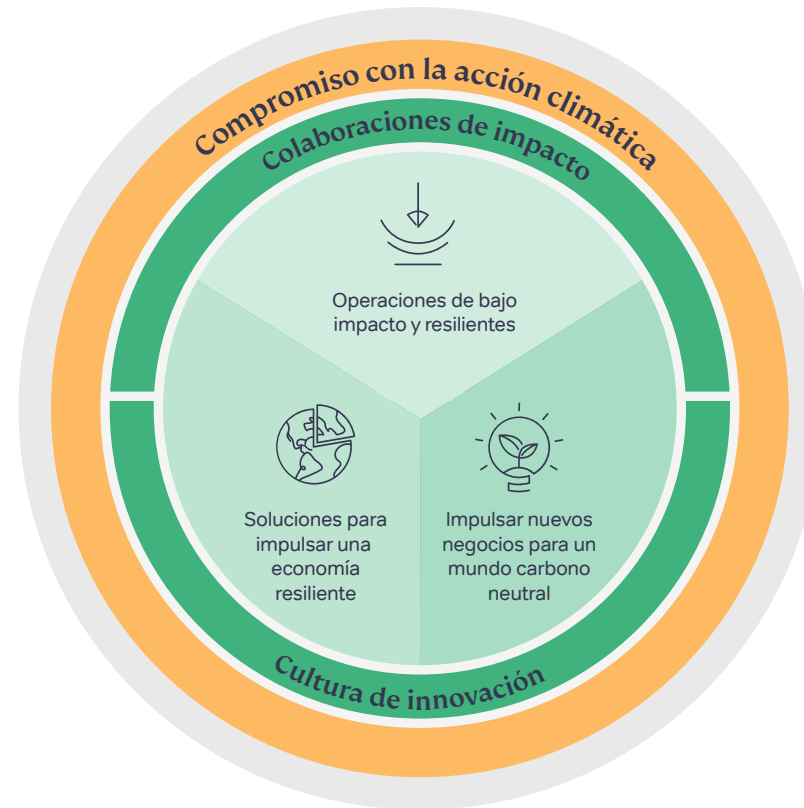 Compromiso con la acción climática
Colaboraciones de impacto
Operaciones de bajo
impacto y resilientes
Soluciones para
impulsar una
economía
resiliente
Impulsar nuevos
negocios para un
mundo carbono
neutral
Cultura de innovación